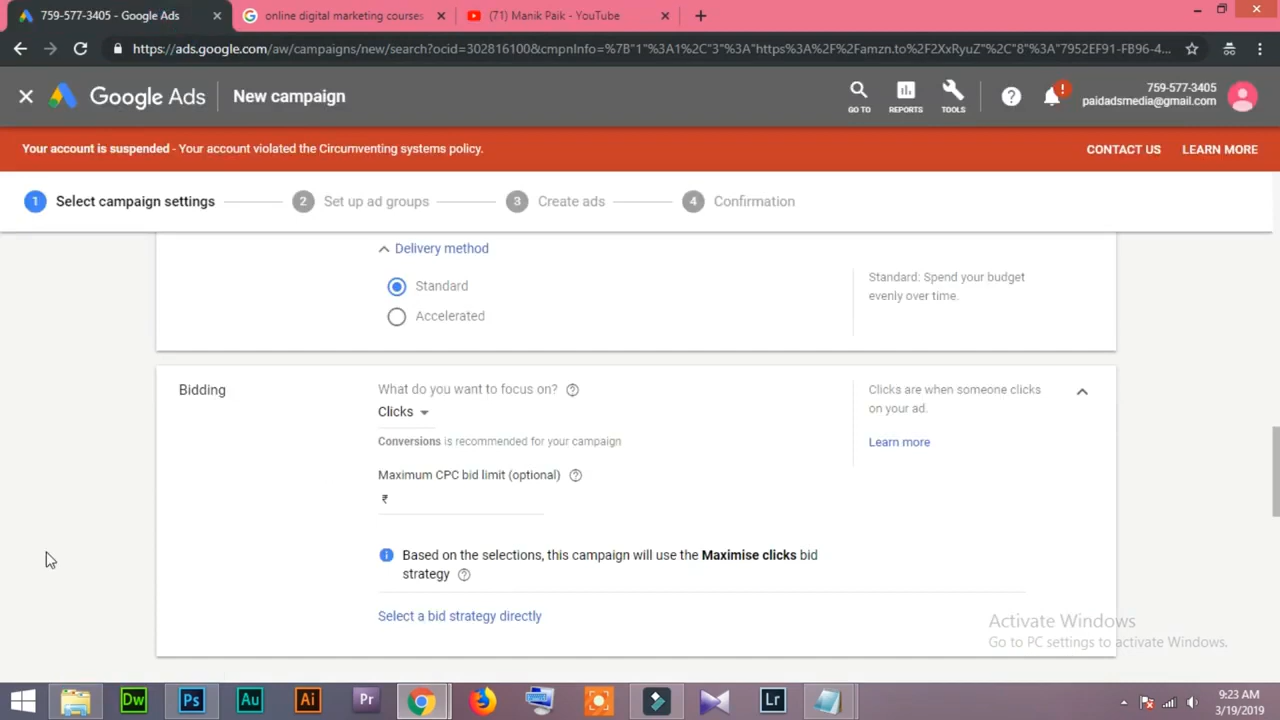 759-577-3405 - Google Ads
online digital marketing courses
(71) Manik Paik - YouTube
https://ads.google.com/aw/campaigns/new/search?ocid=302816100&cmpnInfo=%7B"1"%3A1%2C"3"%3A"https%3A%2F%2Famzn.to%2F2XxRyuZ"%2C"8"%3A"7952EF91-FB96-4...
Google Ads
New campaign
GO TO
REPORTS
TOOLS
759-577-3405
paidadsmedia@gmail.com
Your account is suspended - Your account violated the Circumventing systems policy.
CONTACT US
LEARN MORE
1 Select campaign settings
2 Set up ad groups
3 Create ads
4 Confirmation
Delivery method
Standard
Accelerated
Standard: Spend your budget
evenly over time.
Bidding
What do you want to focus on?
Clicks
Conversions is recommended for your campaign
Maximum CPC bid limit (optional)
₹
Clicks are when someone clicks
on your ad.
Learn more
Based on the selections, this campaign will use the Maximise clicks bid
strategy
Select a bid strategy directly
Activate Windows
Go to PC settings to activate Windows.
Dw
Ps
Au
Ai
Pr
Lr
9:23 AM
3/19/2019